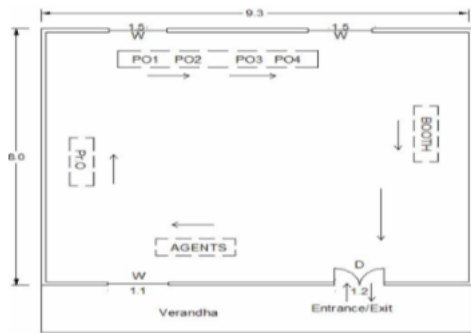 9.3
1.5
1.5
W
W
PO1 PO2 PO3 PO4
8.0
Pr.O
BOOTH
AGENTS
W
D
1.1
1.2
Entrance/Exit
Verandha